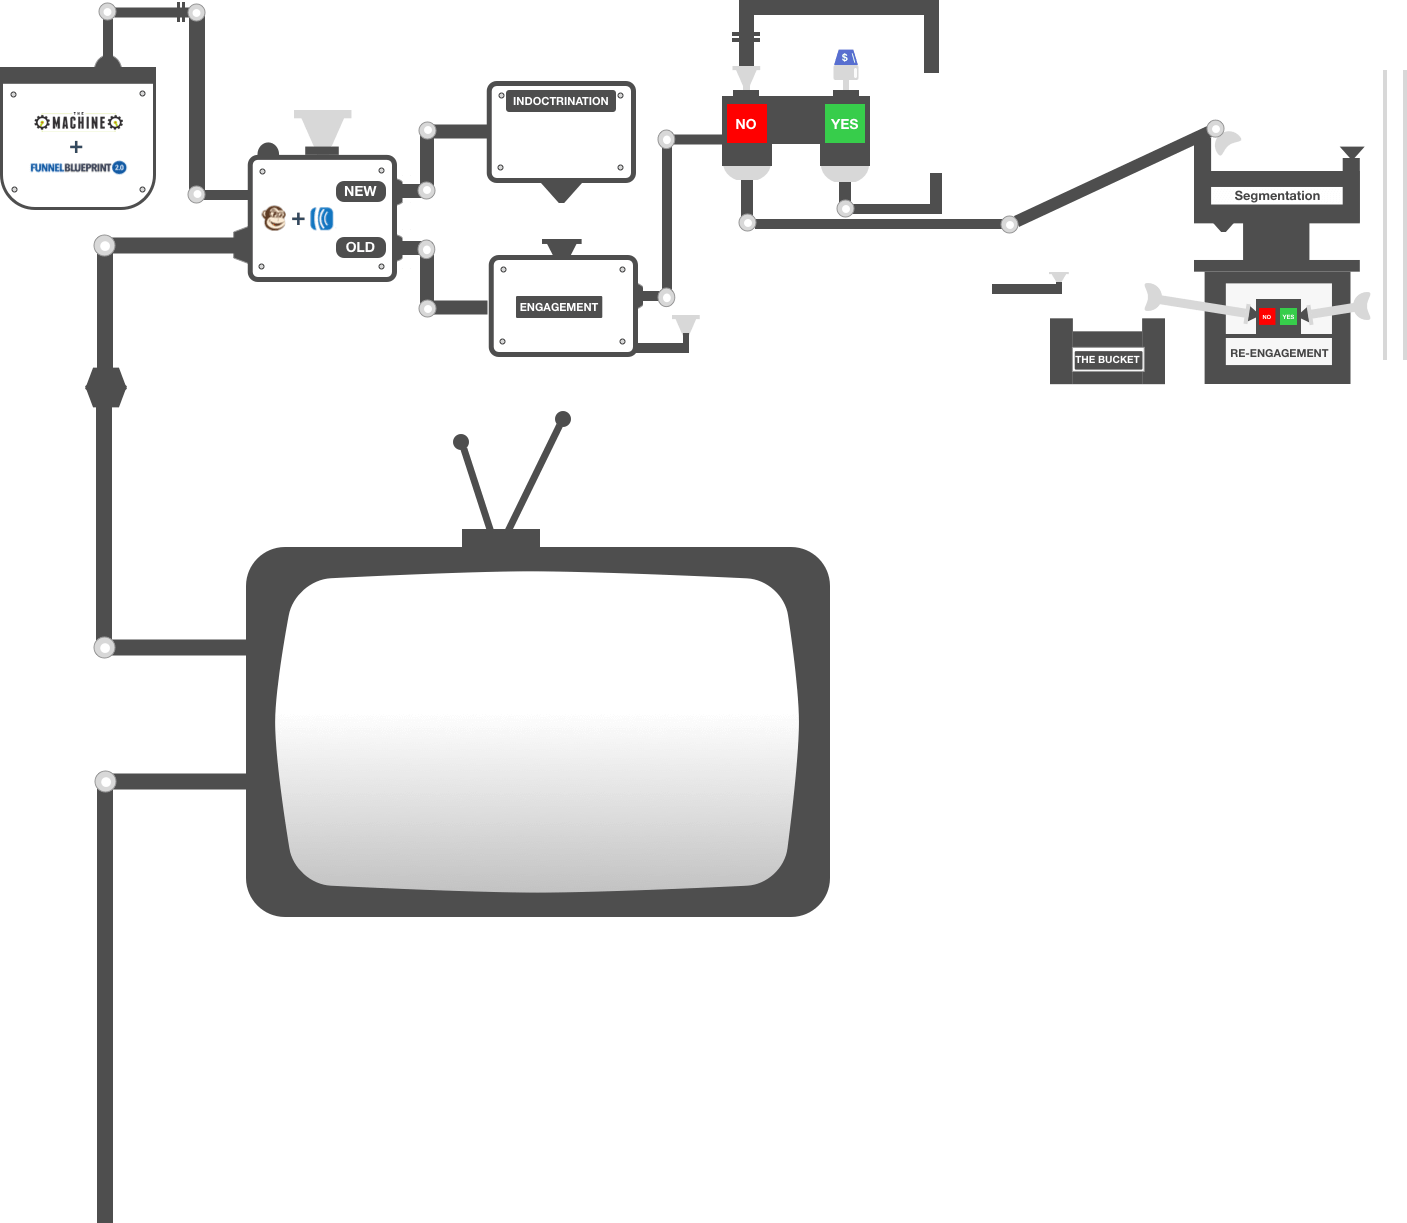 THE
MACHINE
+
FUNNELBLUEPRINT 2.0
NEW
+
OLD
INDOCTRINATION
ENGAGEMENT
$
NO
YES
Segmentation
NO
YES
RE-ENGAGEMENT
THE BUCKET